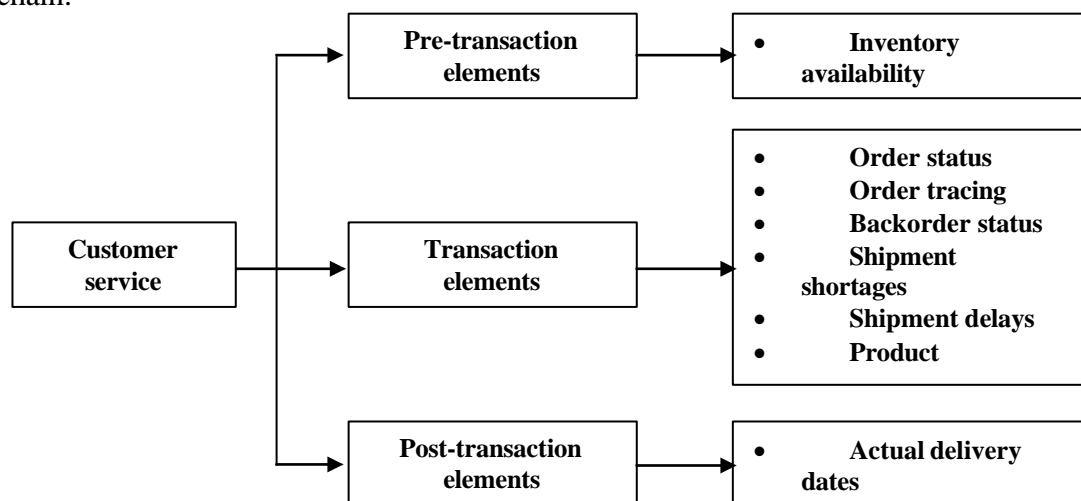 Pre-transaction
elements
• Inventory
availability
• Order status
• Order tracing
• Backorder status
• Shipment
shortages
• Shipment delays
• Product
Customer
service
Transaction
elements
Post-transaction
elements
• Actual delivery
dates